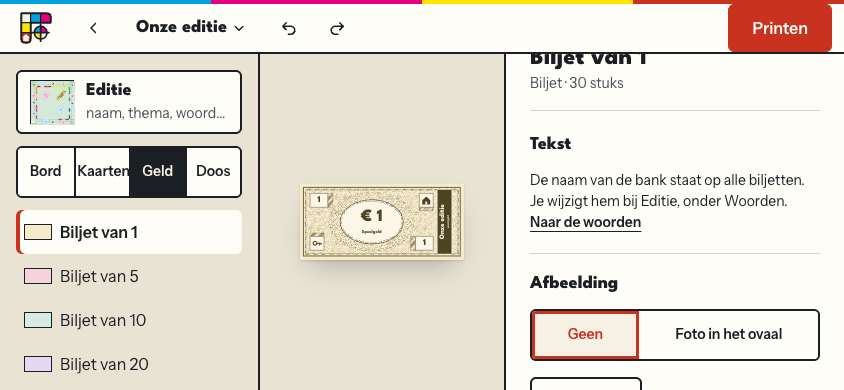 Onze editie
Printen
Editie
naam, thema, woord...
Bord
Kaarten
Geld
Doos
Biljet van 1
Biljet van 5
Biljet van 10
Biljet van 20
1
€ 1
Speelgeld
1
Onze editie
Biljet van 1
Biljet · 30 stuks
Tekst
De naam van de bank staat op alle biljetten.
Je wijzigt hem bij Editie, onder Woorden.
Naar de woorden
Afbeelding
Geen
Foto in het ovaal